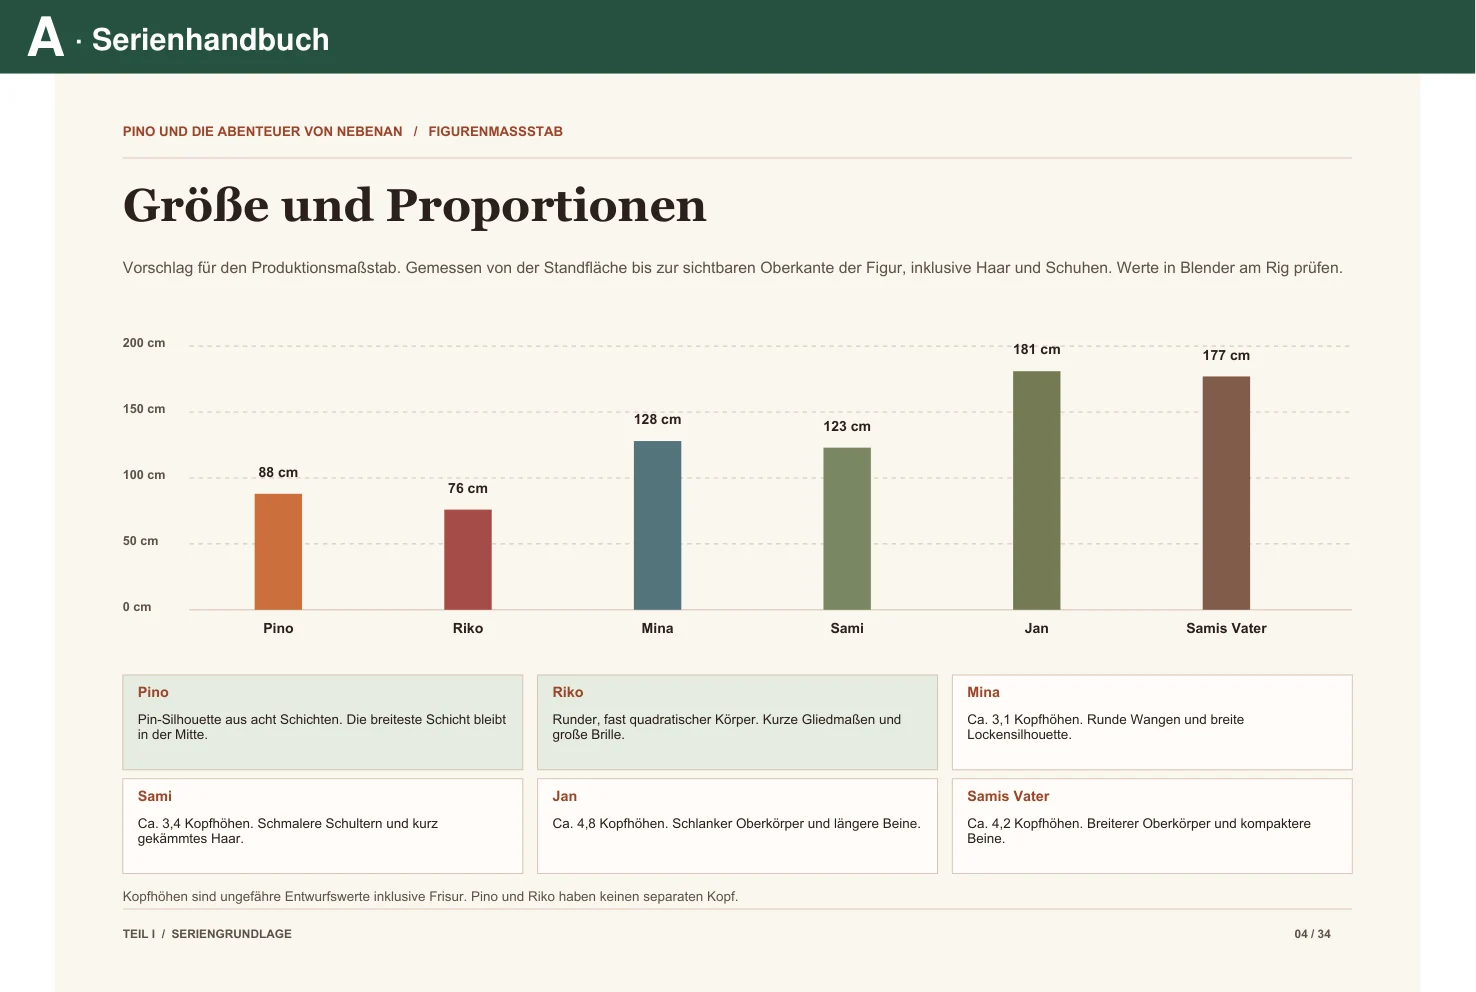 A · Serienhandbuch
PINO UND DIE ABENTEUER VON NEBENAN / FIGURENMASSSTAB
Größe und Proportionen
Vorschlag für den Produktionsmaßstab. Gemessen von der Standfläche bis zur sichtbaren Oberkante der Figur, inklusive Haar und Schuhen. Werte in Blender am Rig prüfen.
200 cm
150 cm
100 cm
50 cm
0 cm
88 cm
76 cm
128 cm
123 cm
181 cm
177 cm
Pino
Riko
Mina
Sami
Jan
Samis Vater
Pino
Pin-Silhouette aus acht Schichten. Die breiteste Schicht bleibt
in der Mitte.
Riko
Runder, fast quadratischer Körper. Kurze Gliedmaßen und
große Brille.
Mina
Ca. 3,1 Kopfhöhen. Runde Wangen und breite
Lockensilhouette.
Sami
Ca. 3,4 Kopfhöhen. Schmalere Schultern und kurz
gekämmtes Haar.
Jan
Ca. 4,8 Kopfhöhen. Schlanker Oberkörper und längere Beine.
Samis Vater
Ca. 4,2 Kopfhöhen. Breiterer Oberkörper und kompaktere
Beine.
Kopfhöhen sind ungefähre Entwurfswerte inklusive Frisur. Pino und Riko haben keinen separaten Kopf.
TEIL I / SERIENGRUNDLAGE
04 / 34